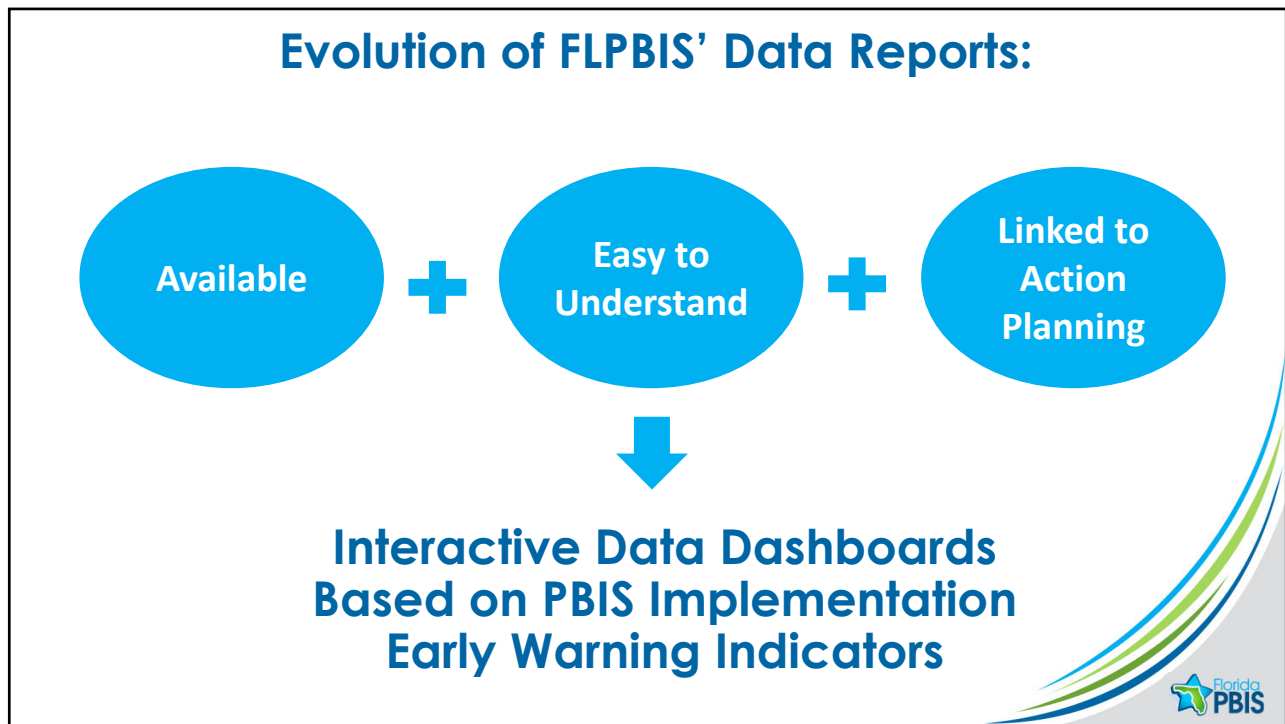 Evolution of FLPBIS’ Data Reports:
Available
Easy to
Understand
Linked to
Action
Planning
Interactive Data Dashboards
Based on PBIS Implementation
Early Warning Indicators
Florida
PBIS